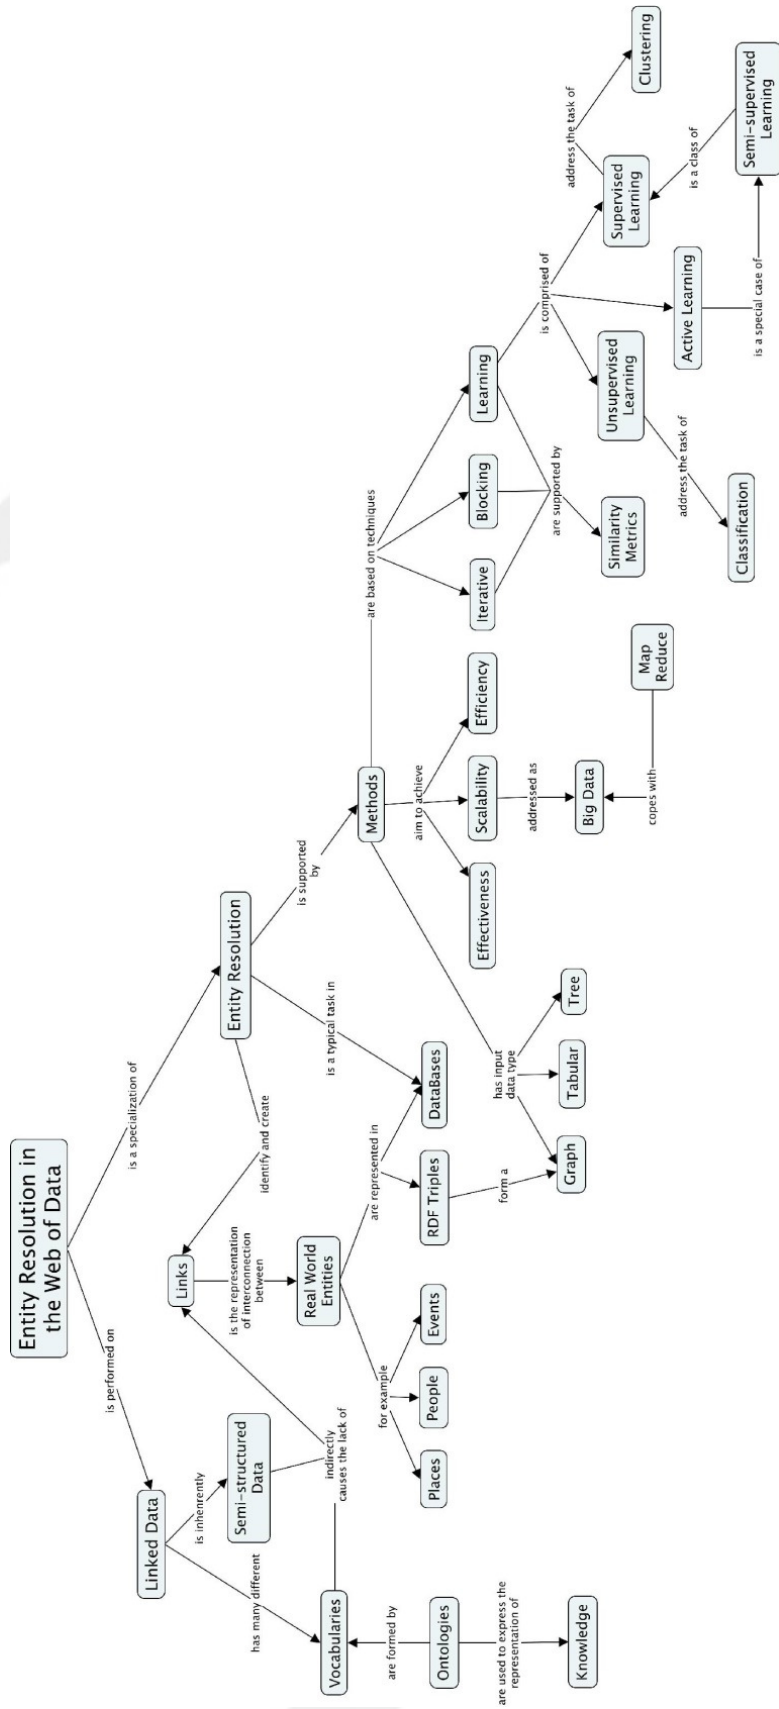 Entity Resolution in
the Web of Data
is performed on
is a specialization of
Linked Data
is inhenrently
has many different
Semi-structured
Data
Vocabularies
indirectly
causes the lack of
are formed by
Ontologies
are used to express the
representation of
Knowledge
Links
identify and create
is the representation
of interconnection
between
Real World
Entities
for example
Places
People
Events
are represented in
RDF Triples
DataBases
form a
Entity Resolution
is a typical task in
is supported
by
Methods
has input
data type
Graph
Tabular
Tree
aim to achieve
Effectiveness
Scalability
Efficiency
addressed as
Big Data
copes with
Map
Reduce
are based on techniques
Iterative
Blocking
Learning
are supported by
Similarity
Metrics
is comprised of
Unsupervised
Learning
Active Learning
Supervised
Learning
address the task of
Classification
is a special case of
Semi-supervised
Learning
is a class of
address the task of
Clustering